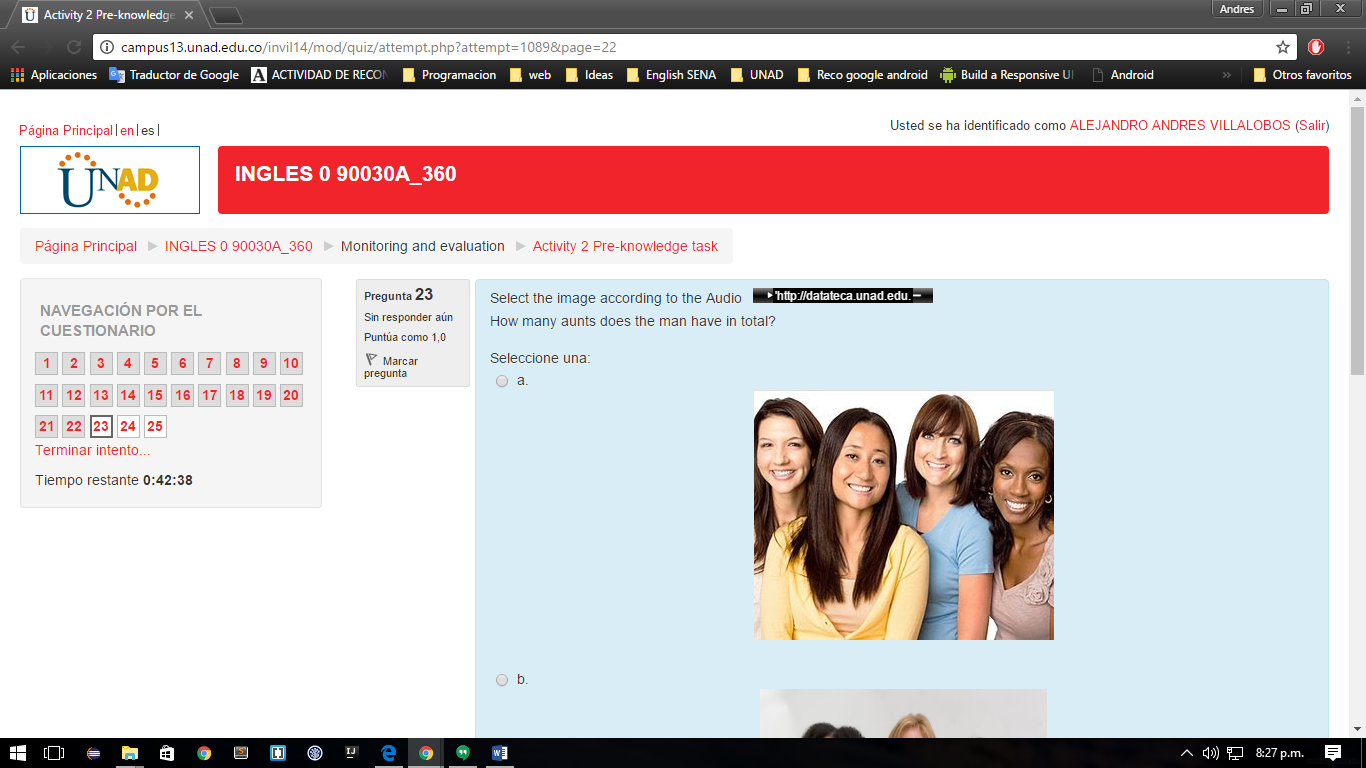 Activity 2 Pre-knowledge
Andres
campus13.unad.edu.co/invil14/mod/quiz/attempt.php?attempt=1089&page=22
Aplicaciones Traductor de Google ACTIVIDAD DE RECON Programacion web Ideas English SENA UNAD Reco google android Build a Responsive UI Android » Otros favoritos
Página Principal | en | es |
Usted se ha identificado como ALEJANDRO ANDRES VILLALOBOS (Salir)
UNAD
INGLES 0 90030A_360
Página Principal ► INGLES 0 90030A_360 ► Monitoring and evaluation ► Activity 2 Pre-knowledge task
NAVEGACIÓN POR EL
CUESTIONARIO
1 2 3 4 5 6 7 8 9 10
11 12 13 14 15 16 17 18 19 20
21 22 23 24 25
Terminar intento...
Tiempo restante 0:42:38
Pregunta 23
Sin responder aún
Puntúa como 1,0
Marcar
pregunta
Select the image according to the Audio 'http://datateca.unad.edu.
How many aunts does the man have in total?
Seleccione una:
a.
b.
8:27 p.m.